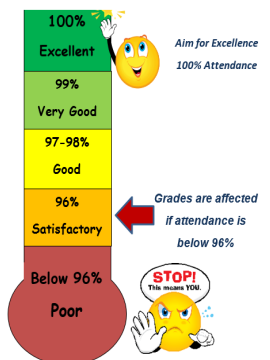 100%
Excellent
Aim for Excellence
100% Attendance
99%
Very Good
97-98%
Good
96%
Satisfactory
Grades are affected
if attendance is
below 96%
Below 96%
Poor
STOP!
This means YOU.